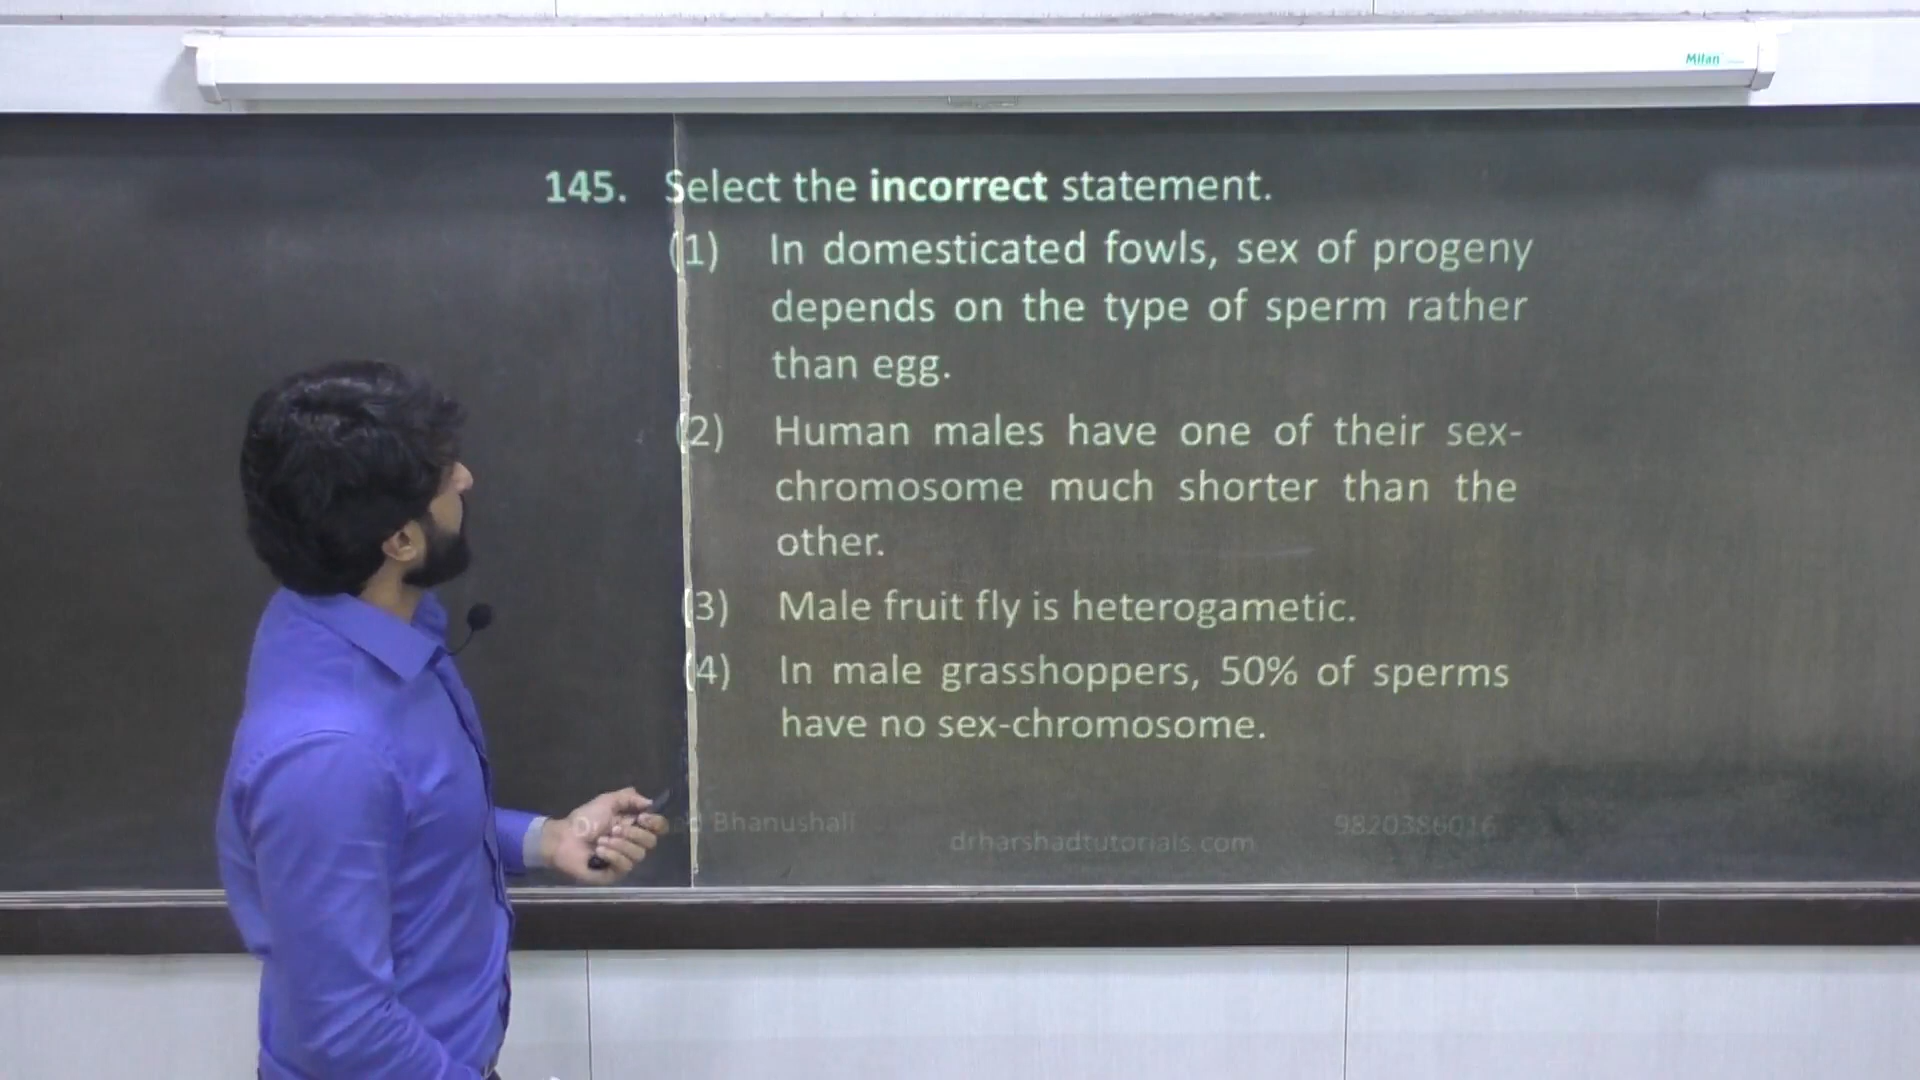 Milan
145. Select the incorrect statement.
(1) In domesticated fowls, sex of progeny
depends on the type of sperm rather
than egg.
(2) Human males have one of their sex-
chromosome much shorter than the
other.
(3) Male fruit fly is heterogametic.
(4) In male grasshoppers, 50% of sperms
have no sex-chromosome.
Bhanushali
drharshadtutorials.com
9820386016